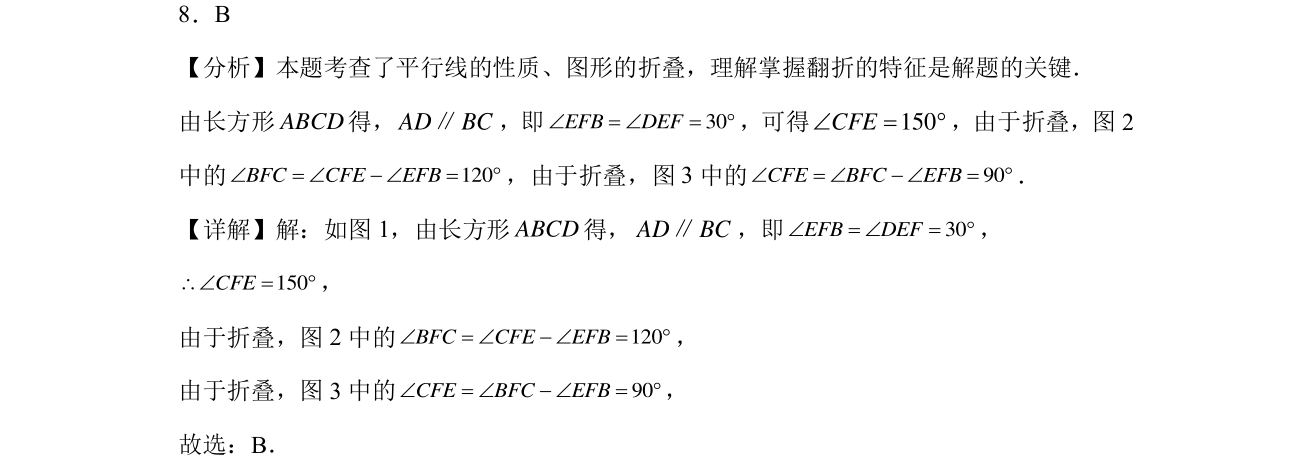 8．B
【分析】本题考查了平行线的性质、图形的折叠，理解掌握翻折的特征是解题的关键．
由长方形ABCD得，AD∥BC，即∠EFB=∠DEF=30°，可得∠CFE=150°，由于折叠，图2
中的∠BFC=∠CFE−∠EFB=120°，由于折叠，图3中的∠CFE=∠BFC−∠EFB=90°．
【详解】解：如图1，由长方形ABCD得，AD∥BC，即∠EFB=∠DEF=30°，
∴∠CFE=150°，
由于折叠，图2中的∠BFC=∠CFE−∠EFB=120°，
由于折叠，图3中的∠CFE=∠BFC−∠EFB=90°，
故选：B．